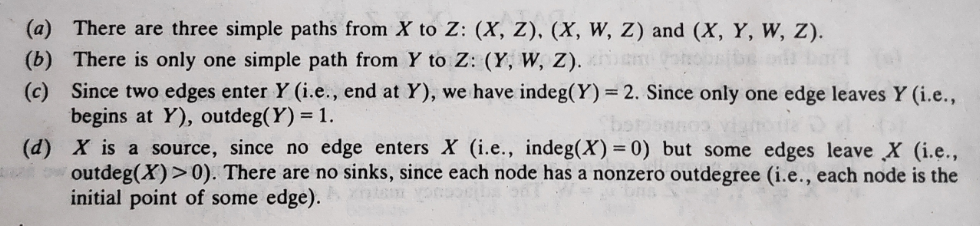 (a) There are three simple paths from X to Z: (X, Z), (X, W, Z) and (X, Y, W, Z).
(b) There is only one simple path from Y to Z: (Y, W, Z).
(c) Since two edges enter Y (i.e., end at Y), we have indeg(Y) = 2. Since only one edge leaves Y (i.e.,
begins at Y), outdeg(Y) = 1.
(d) X is a source, since no edge enters X (i.e., indeg(X) = 0) but some edges leave X (i.e.,
outdeg(X) > 0). There are no sinks, since each node has a nonzero outdegree (i.e., each node is the
initial point of some edge).